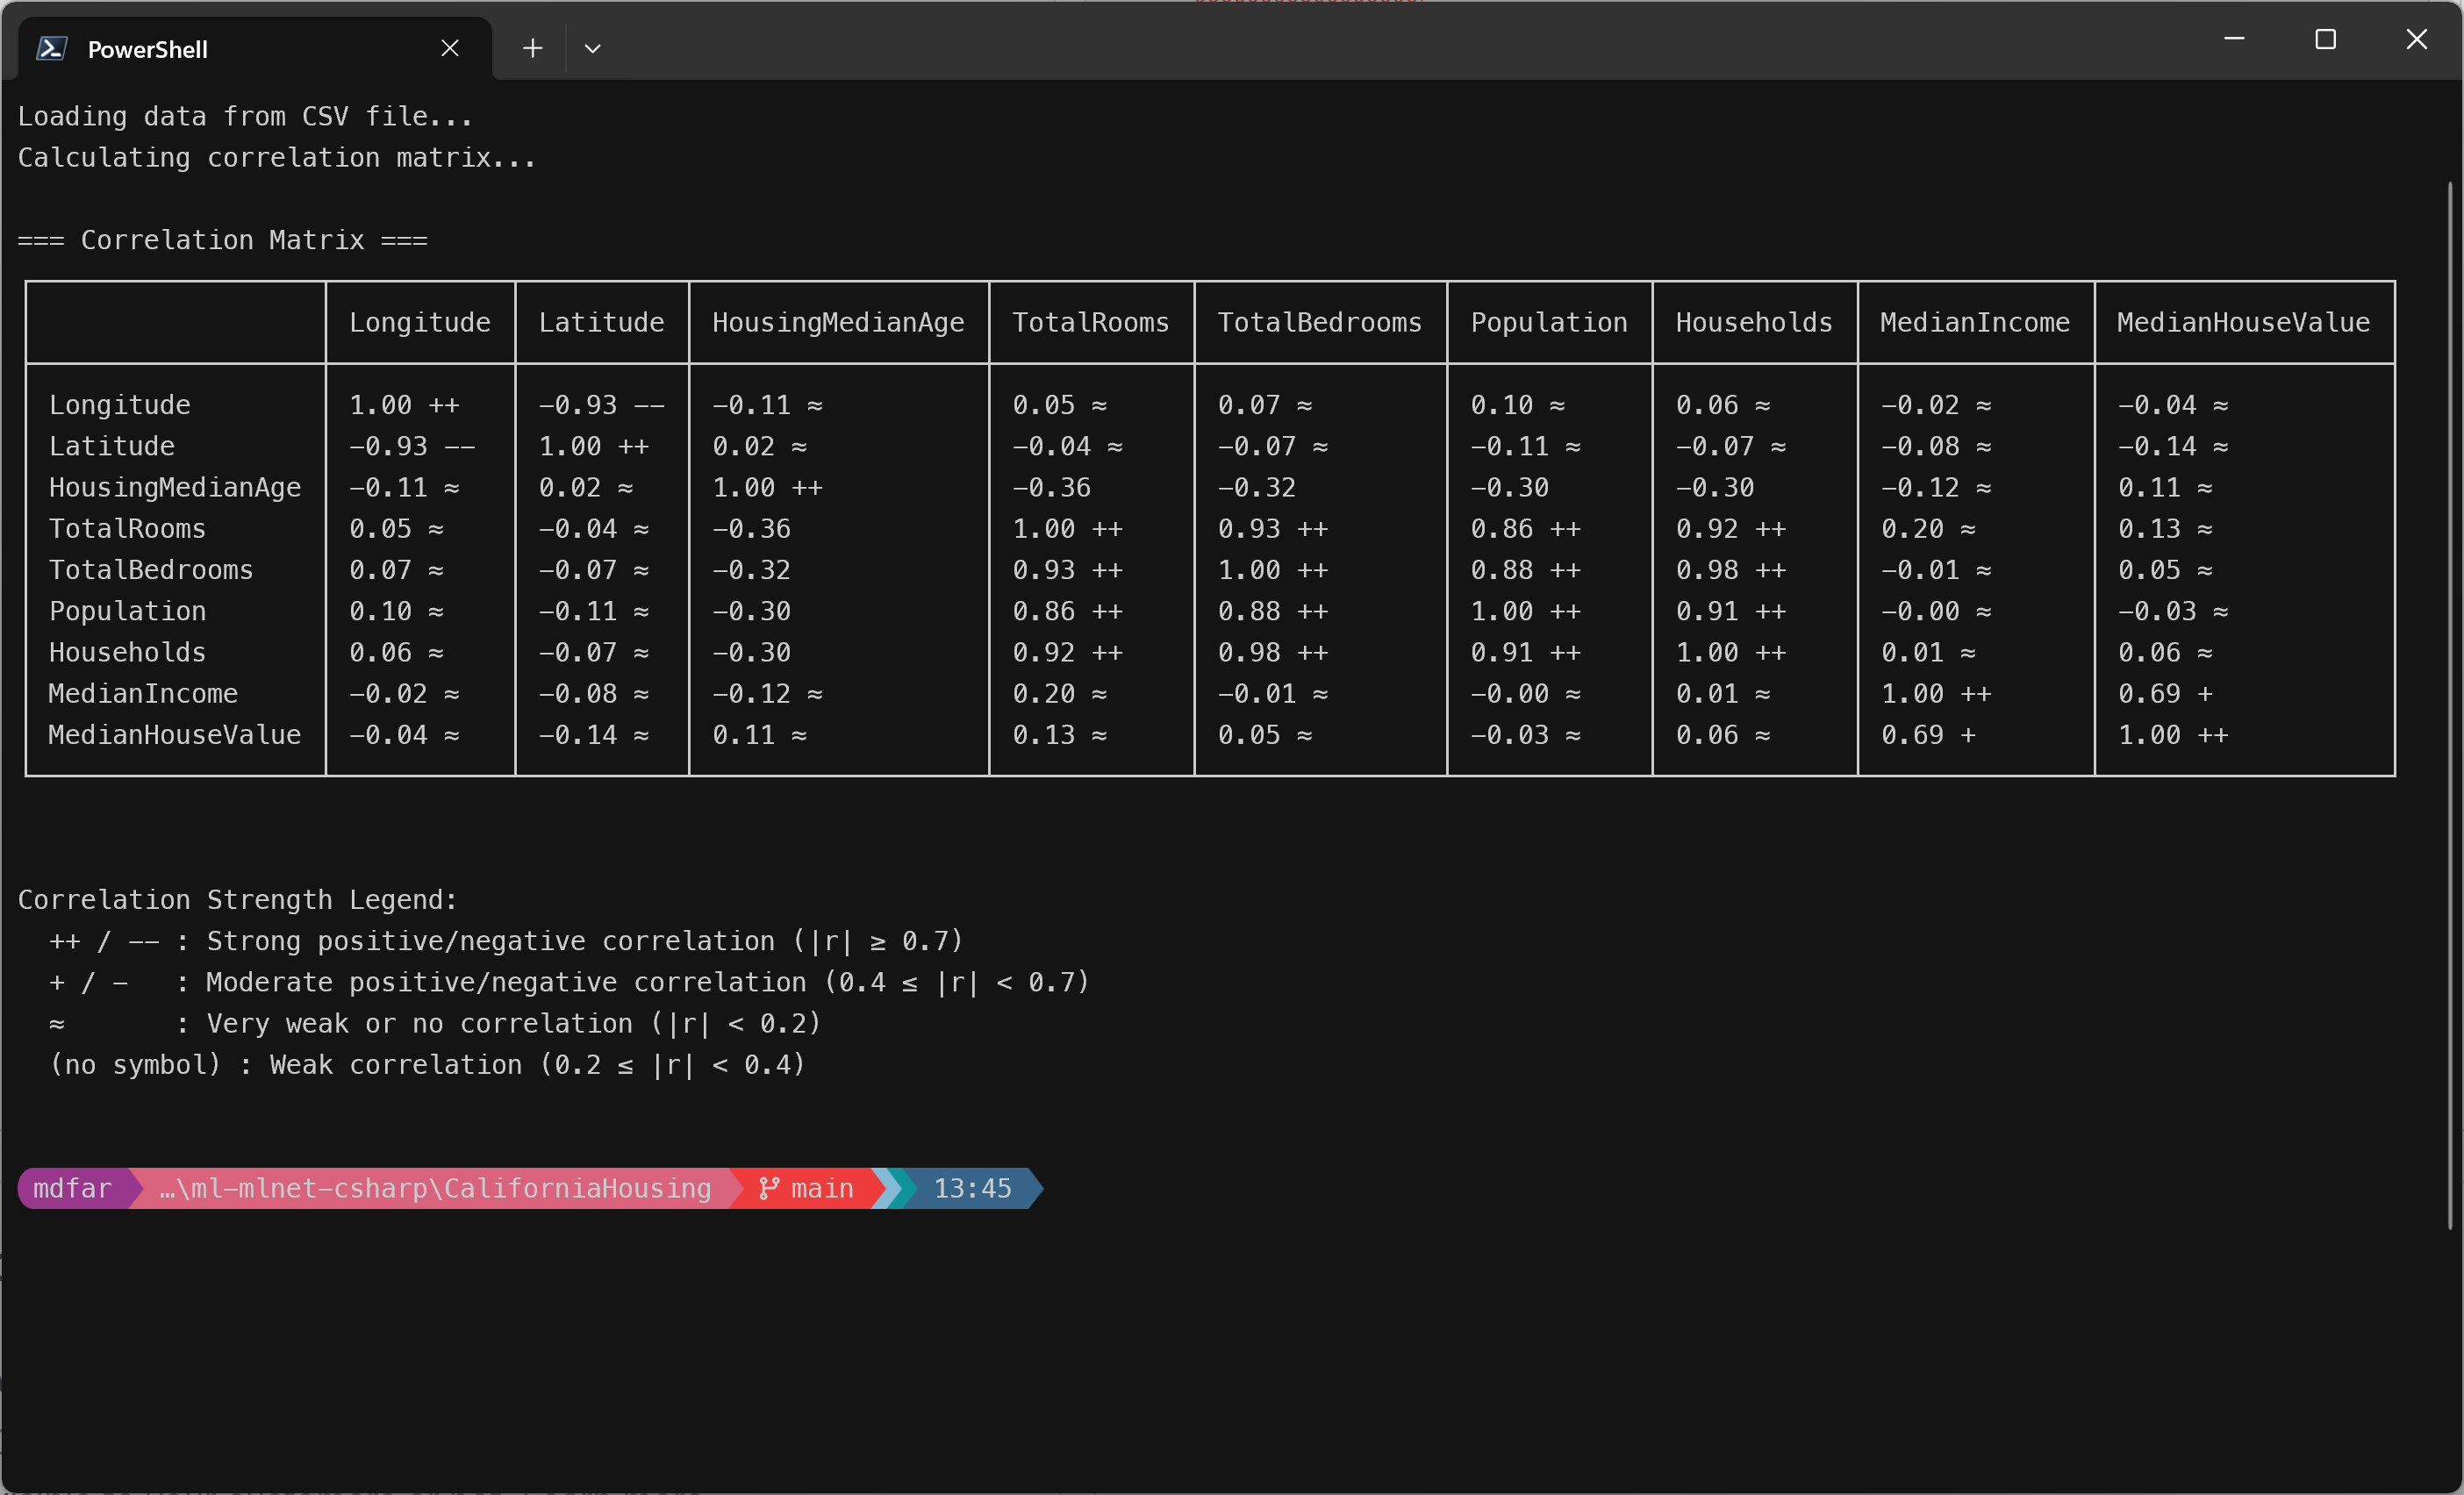 PowerShell
Loading data from CSV file...
Calculating correlation matrix...
=== Correlation Matrix ===
Longitude Latitude HousingMedianAge TotalRooms TotalBedrooms Population Households MedianIncome MedianHouseValue
Longitude 1.00 ++ -0.93 -- -0.11 ≈ 0.05 ≈ 0.07 ≈ 0.10 ≈ 0.06 ≈ -0.02 ≈ -0.04 ≈
Latitude -0.93 -- 1.00 ++ 0.02 ≈ -0.04 ≈ -0.07 ≈ -0.11 ≈ -0.07 ≈ -0.08 ≈ -0.14 ≈
HousingMedianAge -0.11 ≈ 0.02 ≈ 1.00 ++ -0.36 -0.32 -0.30 -0.30 -0.12 ≈ 0.11 ≈
TotalRooms 0.05 ≈ -0.04 ≈ -0.36 1.00 ++ 0.93 ++ 0.86 ++ 0.92 ++ 0.20 ≈ 0.13 ≈
TotalBedrooms 0.07 ≈ -0.07 ≈ -0.32 0.93 ++ 1.00 ++ 0.88 ++ 0.98 ++ -0.01 ≈ 0.05 ≈
Population 0.10 ≈ -0.11 ≈ -0.30 0.86 ++ 0.88 ++ 1.00 ++ 0.91 ++ -0.00 ≈ -0.03 ≈
Households 0.06 ≈ -0.07 ≈ -0.30 0.92 ++ 0.98 ++ 0.91 ++ 1.00 ++ 0.01 ≈ 0.06 ≈
MedianIncome -0.02 ≈ -0.08 ≈ -0.12 ≈ 0.20 ≈ -0.01 ≈ -0.00 ≈ 0.01 ≈ 1.00 ++ 0.69 +
MedianHouseValue -0.04 ≈ -0.14 ≈ 0.11 ≈ 0.13 ≈ 0.05 ≈ -0.03 ≈ 0.06 ≈ 0.69 + 1.00 ++
Correlation Strength Legend:
++ / -- : Strong positive/negative correlation (|r| ≥ 0.7)
+ / - : Moderate positive/negative correlation (0.4 ≤ |r| < 0.7)
≈ : Very weak or no correlation (|r| < 0.2)
(no symbol) : Weak correlation (0.2 ≤ |r| < 0.4)
mdfar …\ml-mlnet-csharp\CaliforniaHousing main 13:45